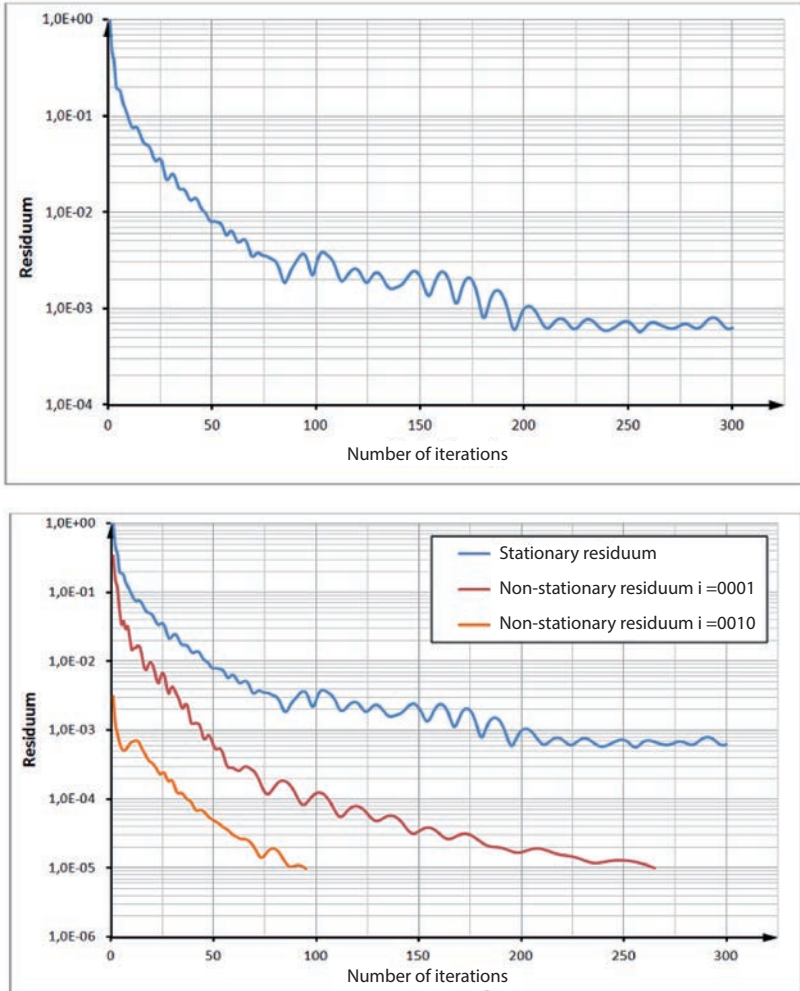 1,0E+00
1,0E-01
1,0E-02
1,0E-03
1,0E-04
Residuum
0 50 100 150 200 250 300
Number of iterations
1,0E+00
1,0E-01
1,0E-02
1,0E-03
1,0E-04
1,0E-05
1,0E-06
Residuum
Stationary residuum
Non-stationary residuum i =0001
Non-stationary residuum i =0010
0 50 100 150 200 250 300
Number of iterations